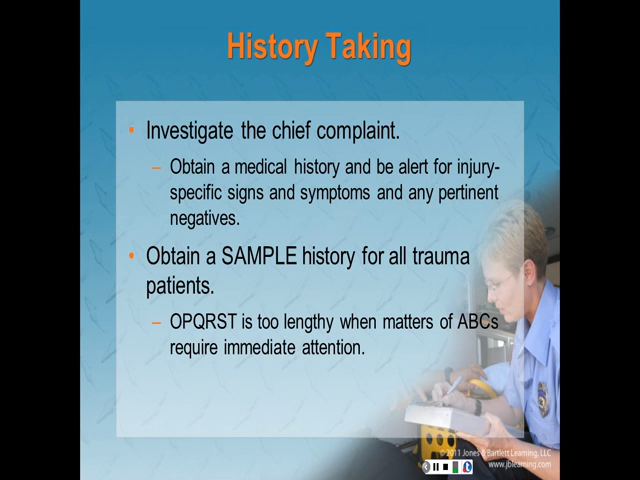 History Taking
• Investigate the chief complaint.
– Obtain a medical history and be alert for injury-
specific signs and symptoms and any pertinent
negatives.
• Obtain a SAMPLE history for all trauma
patients.
– OPQRST is too lengthy when matters of ABCs
require immediate attention.
© 2011 Jones & Bartlett Learning, LLC
www.jblearning.com